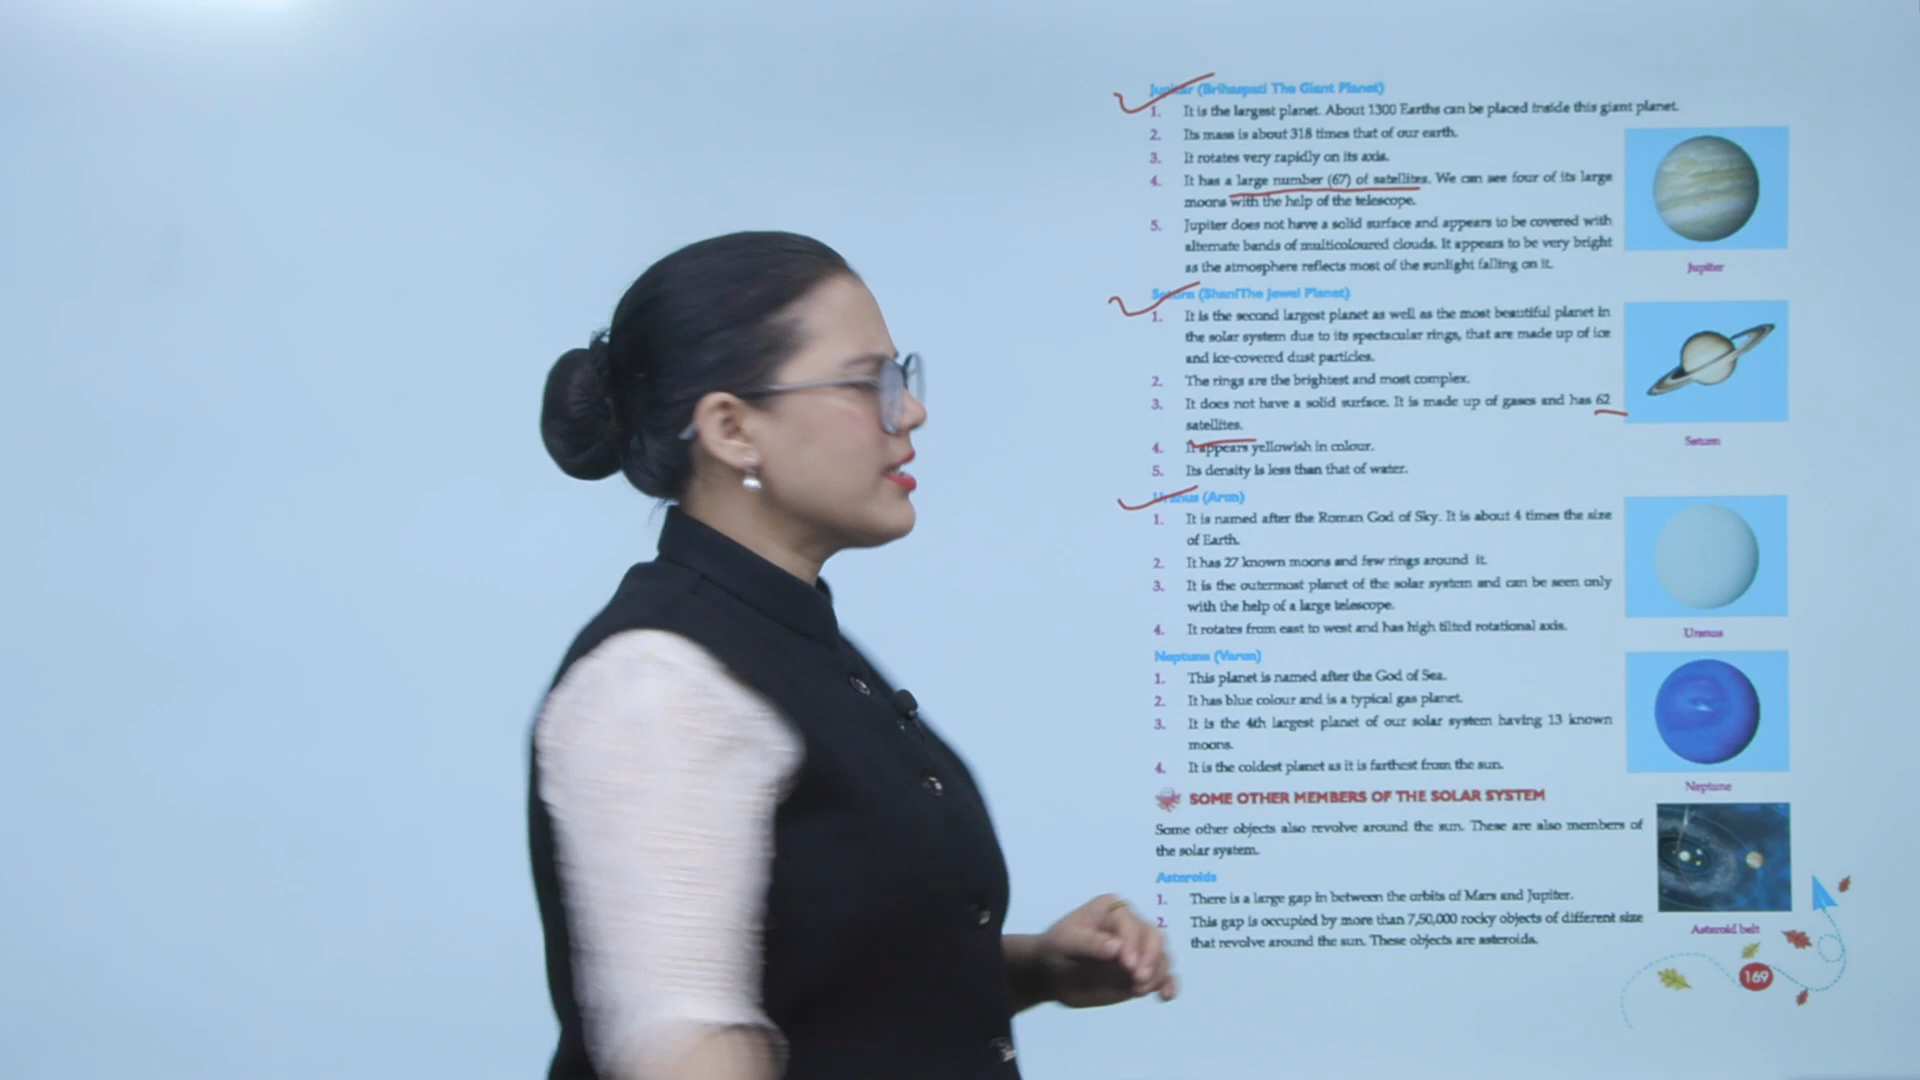 Jupiter (Brihaspati The Giant Planet)
1. It is the largest planet. About 1300 Earths can be placed inside this giant planet.
2. Its mass is about 318 times that of our earth.
3. It rotates very rapidly on its axis.
4. It has a large number (67) of satellites. We can see four of its large
moons with the help of the telescope.
5. Jupiter does not have a solid surface and appears to be covered with
alternate bands of multicoloured clouds. It appears to be very bright
as the atmosphere reflects most of the sunlight falling on it.
Jupiter
Saturn (Shani The Jewel Planet)
1. It is the second largest planet as well as the most beautiful planet in
the solar system due to its spectacular rings, that are made up of ice
and ice-covered dust particles.
2. The rings are the brightest and most complex.
3. It does not have a solid surface. It is made up of gases and has 62
satellites.
4. It appears yellowish in colour.
5. Its density is less than that of water.
Saturn
Uranus (Arun)
1. It is named after the Roman God of Sky. It is about 4 times the size
of Earth.
2. It has 27 known moons and few rings around it.
3. It is the outermost planet of the solar system and can be seen only
with the help of a large telescope.
4. It rotates from east to west and has high tilted rotational axis.
Uranus
Neptune (Varun)
1. This planet is named after the God of Sea.
2. It has blue colour and is a typical gas planet.
3. It is the 4th largest planet of our solar system having 13 known
moons.
4. It is the coldest planet as it is farthest from the sun.
Neptune
SOME OTHER MEMBERS OF THE SOLAR SYSTEM
Some other objects also revolve around the sun. These are also members of
the solar system.
Asteroids
1. There is a large gap in between the orbits of Mars and Jupiter.
2. This gap is occupied by more than 7,50,000 rocky objects of different size
that revolve around the sun. These objects are asteroids.
Asteroid belt
169